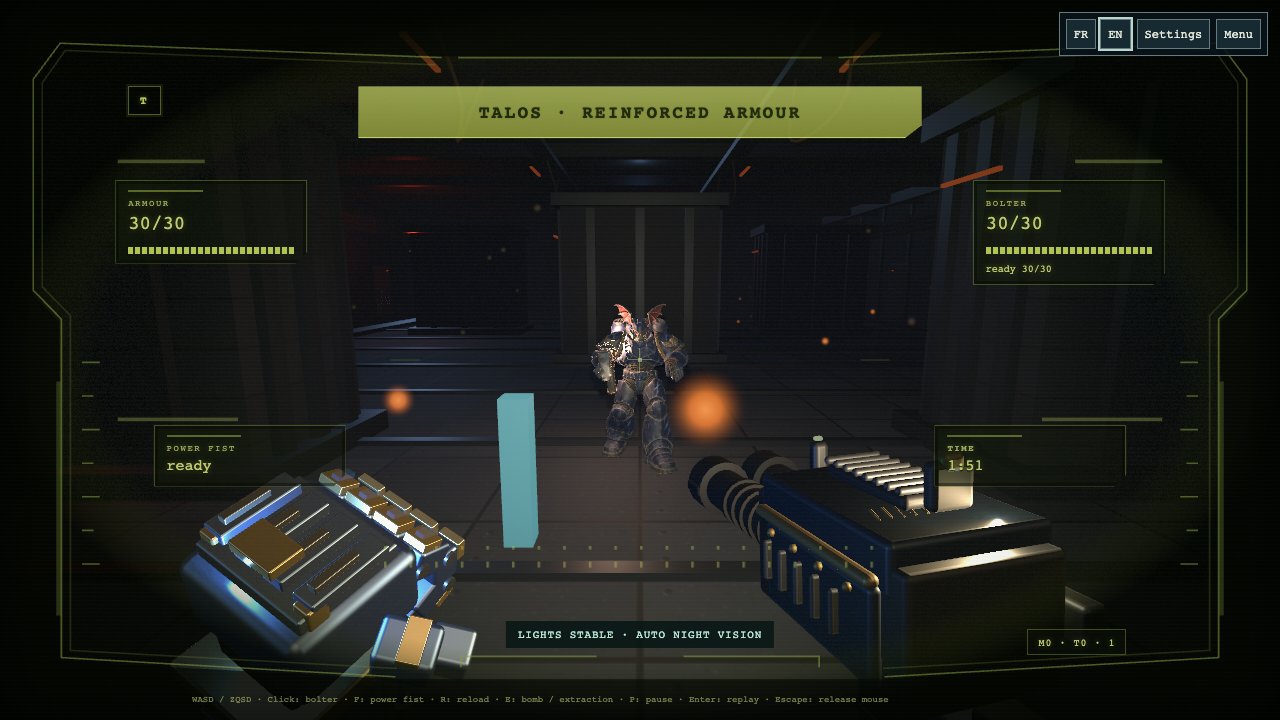 FR EN Settings Menu
T
TALOS · REINFORCED ARMOUR
ARMOUR
30/30
BOLTER
30/30
ready 30/30
POWER FIST
ready
TIME
1:51
LIGHTS STABLE · AUTO NIGHT VISION
M0 · T0 · 1
WASD / ZQSD · Click: bolter · F: power fist · R: reload · E: bomb / extraction · P: pause · Enter: replay · Escape: release mouse